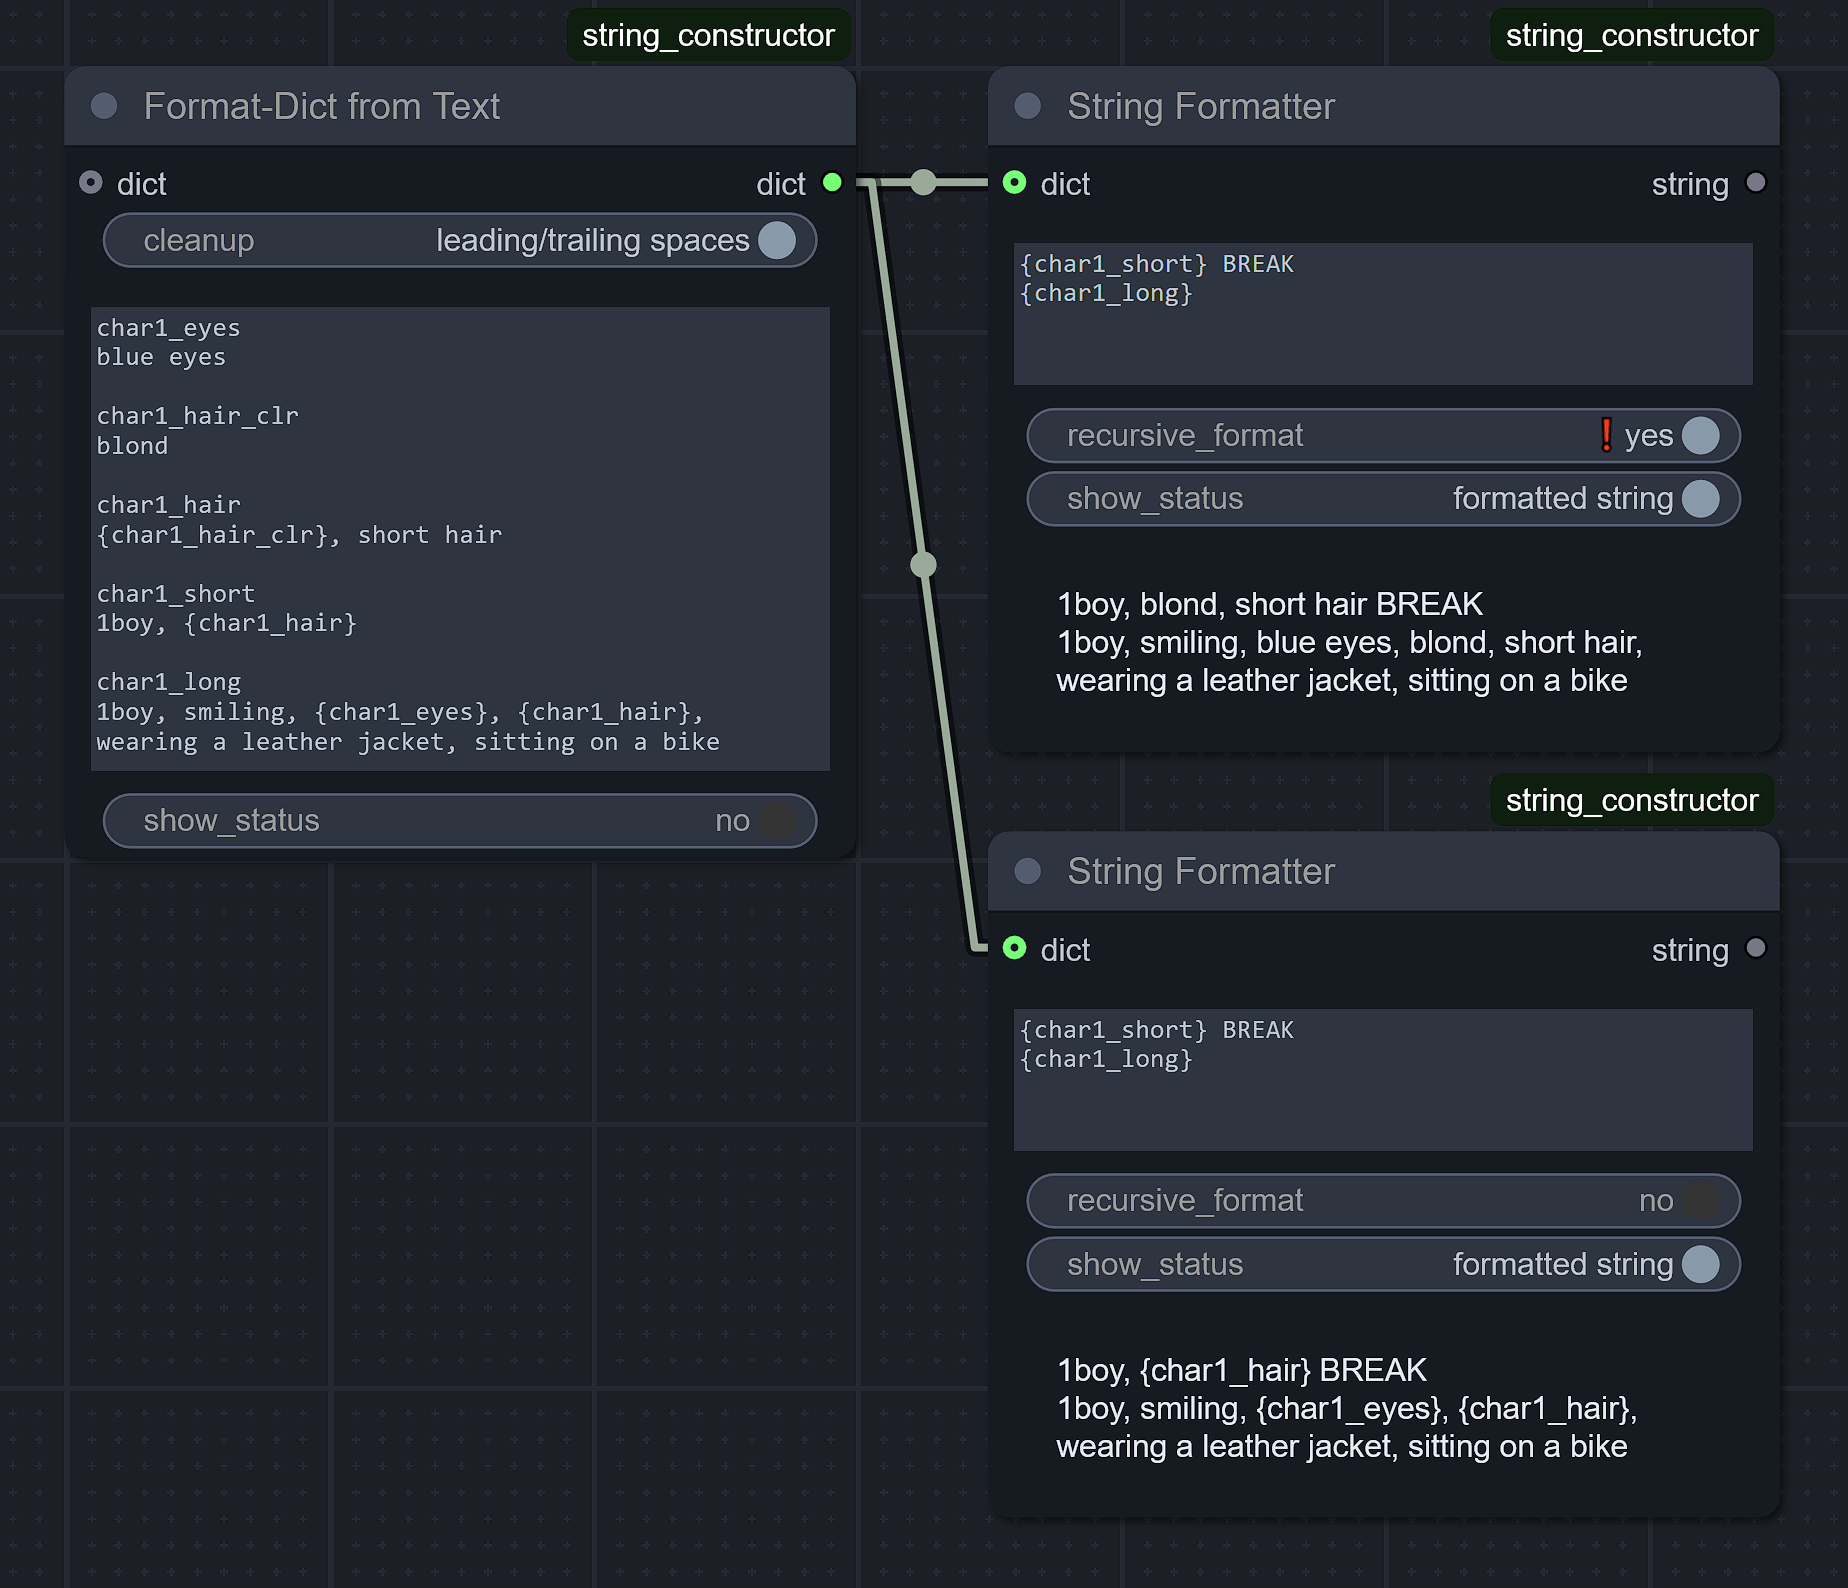 string_constructor
Format-Dict from Text
dict
dict
cleanup
leading/trailing spaces
char1_eyes
blue eyes
char1_hair_clr
blond
char1_hair
{char1_hair_clr}, short hair
char1_short
1boy, {char1_hair}
char1_long
1boy, smiling, {char1_eyes}, {char1_hair},
wearing a leather jacket, sitting on a bike
show_status
no
string_constructor
String Formatter
dict
string
{char1_short} BREAK
{char1_long}
recursive_format
❗ yes
show_status
formatted string
1boy, blond, short hair BREAK
1boy, smiling, blue eyes, blond, short hair,
wearing a leather jacket, sitting on a bike
string_constructor
String Formatter
dict
string
{char1_short} BREAK
{char1_long}
recursive_format
no
show_status
formatted string
1boy, {char1_hair} BREAK
1boy, smiling, {char1_eyes}, {char1_hair},
wearing a leather jacket, sitting on a bike